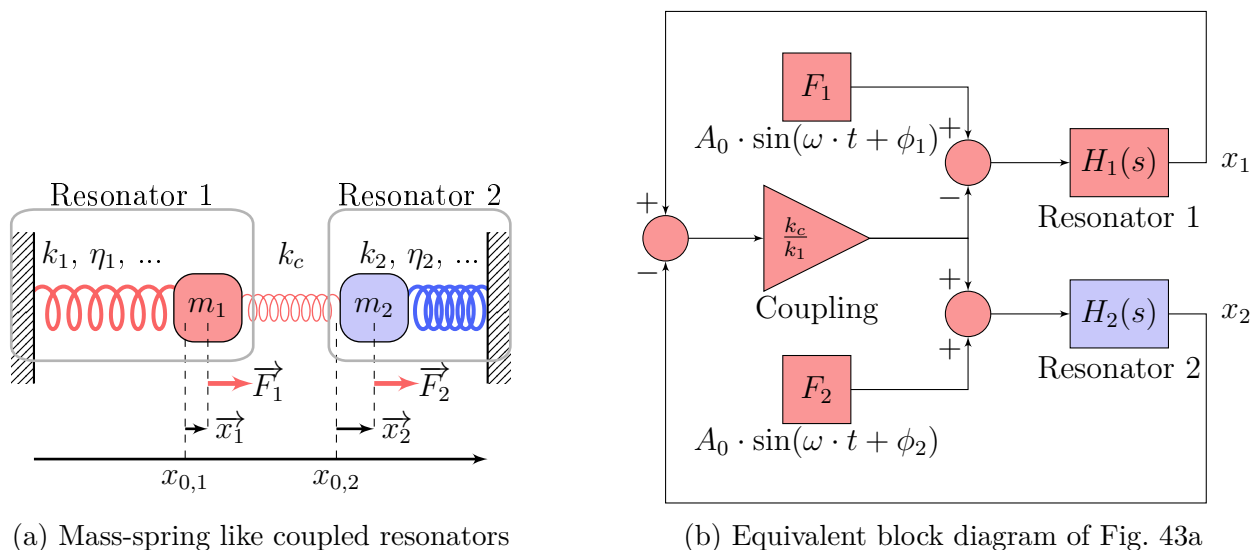 Resonator 1
Resonator 2
k₁, η₁, ...
k_c
k₂, η₂, ...
m₁
m₂
F₁
F₂
x₁
x₂
x₀,₁
x₀,₂
(a) Mass-spring like coupled resonators
F₁
A₀ · sin(ω · t + ϕ₁)
+
−
H₁(s)
x₁
Resonator 1
+
−
k_c
k₁
Coupling
+
+
H₂(s)
x₂
Resonator 2
F₂
A₀ · sin(ω · t + ϕ₂)
(b) Equivalent block diagram of Fig. 43a